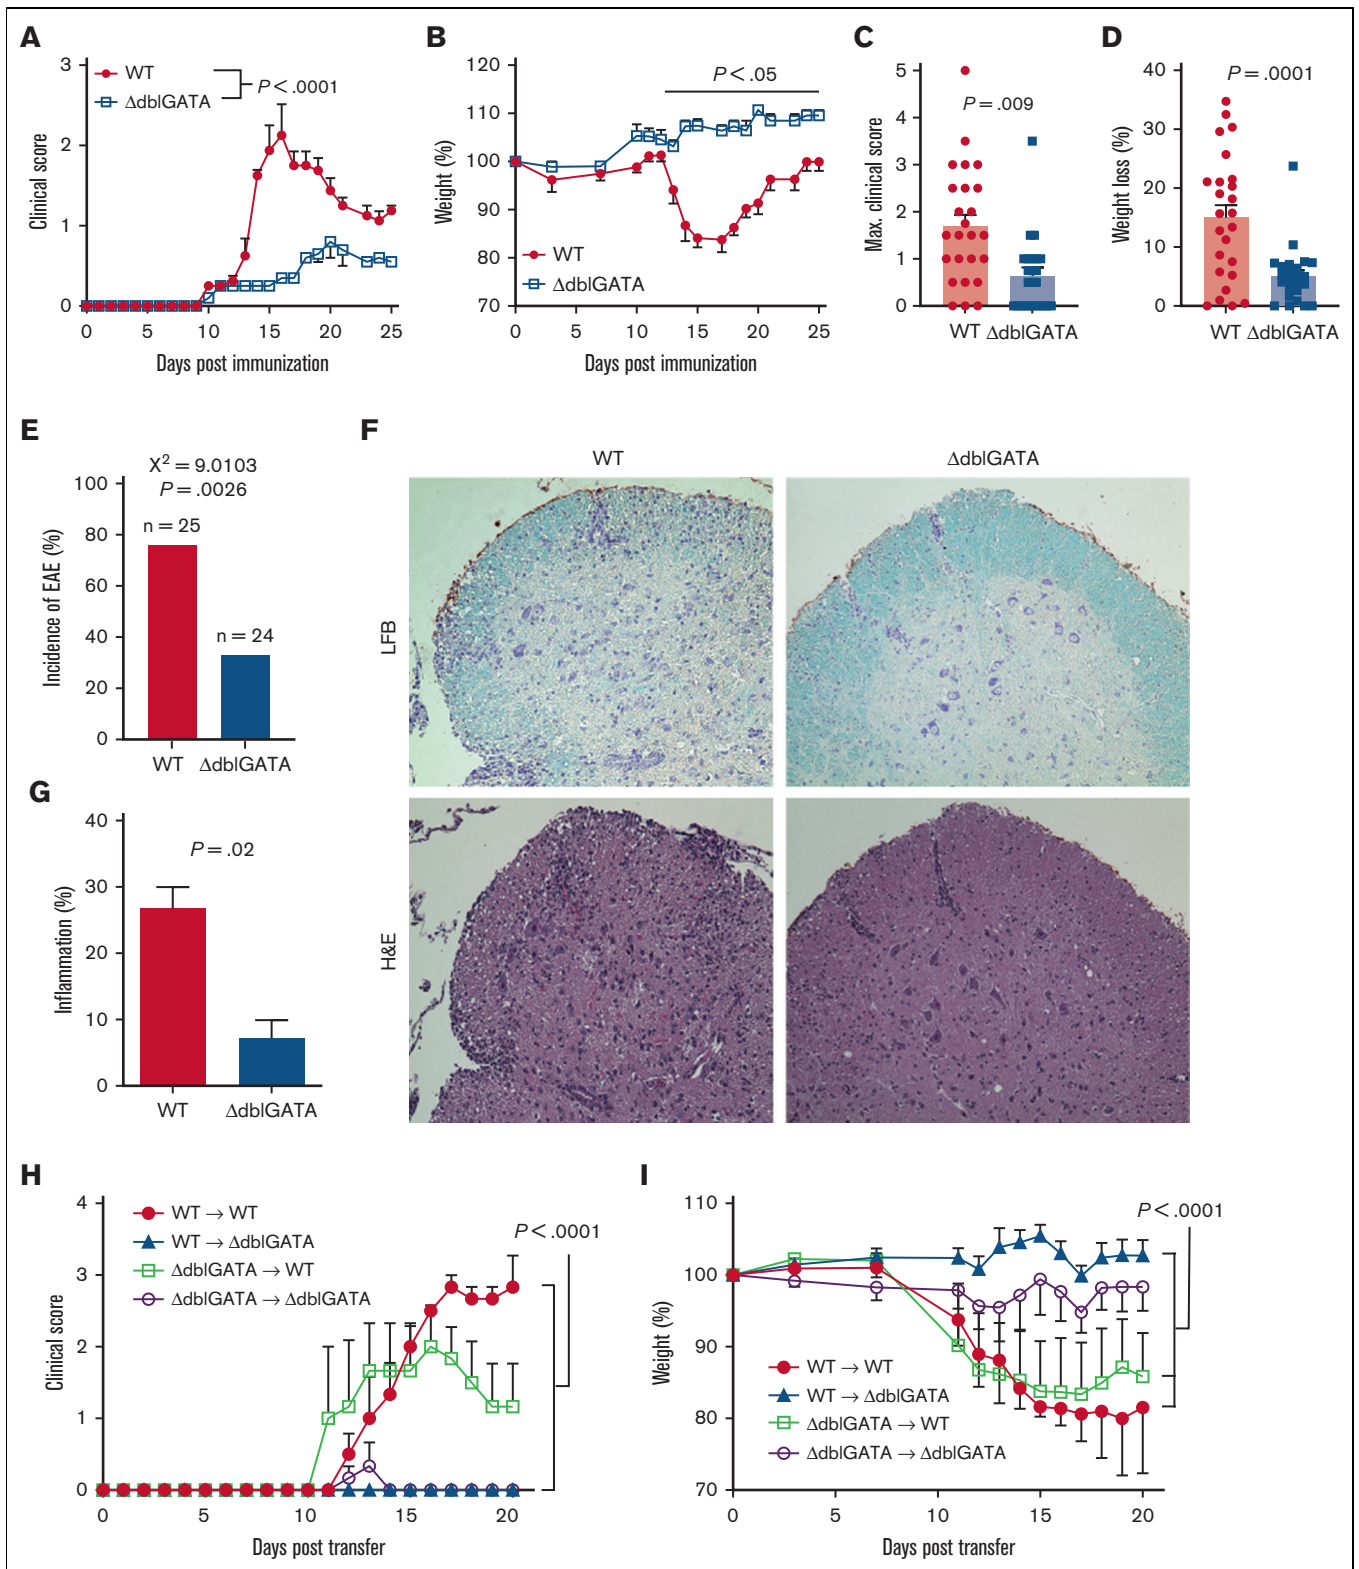 A
3
2
1
0
Clinical score
WT
ΔdblGATA
P < .0001
0 5 10 15 20 25
Days post immunization
B
120
110
100
90
80
70
Weight (%)
P < .05
WT
ΔdblGATA
0 5 10 15 20 25
Days post immunization
C
5
4
3
2
1
0
Max. clinical score
P = .009
WT ΔdblGATA
D
40
30
20
10
0
Weight loss (%)
P = .0001
WT ΔdblGATA
E
X² = 9.0103
P = .0026
100
80
60
40
20
0
Incidence of EAE (%)
n = 25
n = 24
WT ΔdblGATA
F
WT ΔdblGATA
LFB
H&E
G
40
30
20
10
0
Inflammation (%)
P = .02
WT ΔdblGATA
H
4
3
2
1
0
Clinical score
WT → WT
WT → ΔdblGATA
ΔdblGATA → WT
ΔdblGATA → ΔdblGATA
P < .0001
0 5 10 15 20
Days post transfer
I
110
100
90
80
70
Weight (%)
P < .0001
WT → WT
WT → ΔdblGATA
ΔdblGATA → WT
ΔdblGATA → ΔdblGATA
0 5 10 15 20
Days post transfer